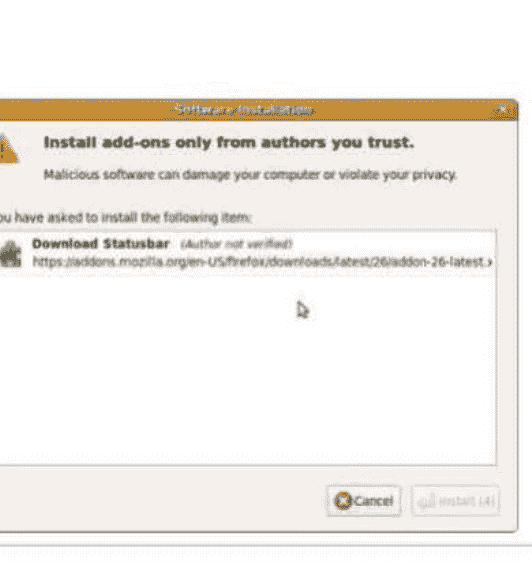 Software Installation
Install add-ons only from authors you trust.
Malicious software can damage your computer or violate your privacy.
ou have asked to install the following item:
Download Statusbar (Author not verified)
https://addons.mozilla.org/en-US/firefox/downloads/latest/26/addon-26-latest.x
Cancel Install (4)